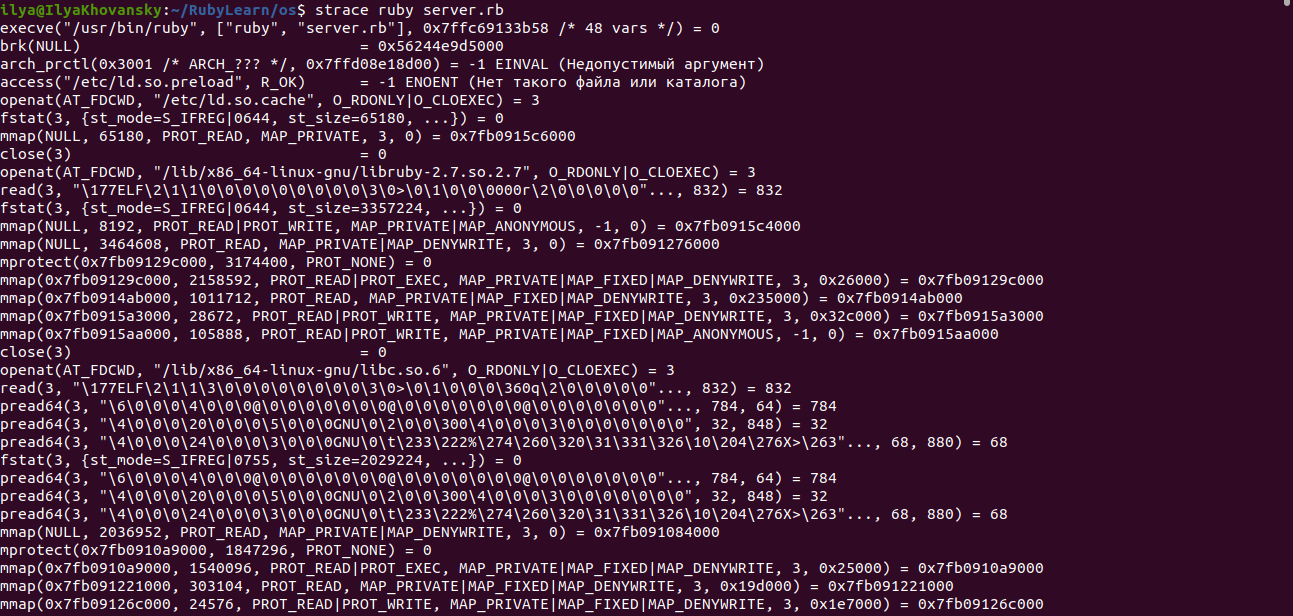 ilya@IlyaKhovansky:~/RubyLearn/os$ strace ruby server.rb
execve("/usr/bin/ruby", ["ruby", "server.rb"], 0x7ffc69133b58 /* 48 vars */) = 0
brk(NULL)                               = 0x56244e9d5000
arch_prctl(0x3001 /* ARCH_??? */, 0x7ffd08e18d00) = -1 EINVAL (Недопустимый аргумент)
access("/etc/ld.so.preload", R_OK)      = -1 ENOENT (Нет такого файла или каталога)
openat(AT_FDCWD, "/etc/ld.so.cache", O_RDONLY|O_CLOEXEC) = 3
fstat(3, {st_mode=S_IFREG|0644, st_size=65180, ...}) = 0
mmap(NULL, 65180, PROT_READ, MAP_PRIVATE, 3, 0) = 0x7fb0915c6000
close(3)                                = 0
openat(AT_FDCWD, "/lib/x86_64-linux-gnu/libruby-2.7.so.2.7", O_RDONLY|O_CLOEXEC) = 3
read(3, "\177ELF\2\1\1\0\0\0\0\0\0\0\0\0\3\0>\0\1\0\0\0000r\2\0\0\0\0\0"..., 832) = 832
fstat(3, {st_mode=S_IFREG|0644, st_size=3357224, ...}) = 0
mmap(NULL, 8192, PROT_READ|PROT_WRITE, MAP_PRIVATE|MAP_ANONYMOUS, -1, 0) = 0x7fb0915c4000
mmap(NULL, 3464608, PROT_READ, MAP_PRIVATE|MAP_DENYWRITE, 3, 0) = 0x7fb091276000
mprotect(0x7fb09129c000, 3174400, PROT_NONE) = 0
mmap(0x7fb09129c000, 2158592, PROT_READ|PROT_EXEC, MAP_PRIVATE|MAP_FIXED|MAP_DENYWRITE, 3, 0x26000) = 0x7fb09129c000
mmap(0x7fb0914ab000, 1011712, PROT_READ, MAP_PRIVATE|MAP_FIXED|MAP_DENYWRITE, 3, 0x235000) = 0x7fb0914ab000
mmap(0x7fb0915a3000, 28672, PROT_READ|PROT_WRITE, MAP_PRIVATE|MAP_FIXED|MAP_DENYWRITE, 3, 0x32c000) = 0x7fb0915a3000
mmap(0x7fb0915aa000, 105888, PROT_READ|PROT_WRITE, MAP_PRIVATE|MAP_FIXED|MAP_ANONYMOUS, -1, 0) = 0x7fb0915aa000
close(3)                                = 0
openat(AT_FDCWD, "/lib/x86_64-linux-gnu/libc.so.6", O_RDONLY|O_CLOEXEC) = 3
read(3, "\177ELF\2\1\1\3\0\0\0\0\0\0\0\0\3\0>\0\1\0\0\0\360q\2\0\0\0\0\0"..., 832) = 832
pread64(3, "\6\0\0\0\4\0\0\0@\0\0\0\0\0\0\0@\0\0\0\0\0\0\0@\0\0\0\0\0\0\0"..., 784, 64) = 784
pread64(3, "\4\0\0\0\20\0\0\0\5\0\0\0GNU\0\2\0\0\300\4\0\0\0\3\0\0\0\0\0\0\0", 32, 848) = 32
pread64(3, "\4\0\0\0\24\0\0\0\3\0\0\0GNU\0\t\233\222%\274\260\320\31\331\326\10\204\276X>\263"..., 68, 880) = 68
fstat(3, {st_mode=S_IFREG|0755, st_size=2029224, ...}) = 0
pread64(3, "\6\0\0\0\4\0\0\0@\0\0\0\0\0\0\0@\0\0\0\0\0\0\0@\0\0\0\0\0\0\0"..., 784, 64) = 784
pread64(3, "\4\0\0\0\20\0\0\0\5\0\0\0GNU\0\2\0\0\300\4\0\0\0\3\0\0\0\0\0\0\0", 32, 848) = 32
pread64(3, "\4\0\0\0\24\0\0\0\3\0\0\0GNU\0\t\233\222%\274\260\320\31\331\326\10\204\276X>\263"..., 68, 880) = 68
mmap(NULL, 2036952, PROT_READ, MAP_PRIVATE|MAP_DENYWRITE, 3, 0) = 0x7fb091084000
mprotect(0x7fb0910a9000, 1847296, PROT_NONE) = 0
mmap(0x7fb0910a9000, 1540096, PROT_READ|PROT_EXEC, MAP_PRIVATE|MAP_FIXED|MAP_DENYWRITE, 3, 0x25000) = 0x7fb0910a9000
mmap(0x7fb091221000, 303104, PROT_READ, MAP_PRIVATE|MAP_FIXED|MAP_DENYWRITE, 3, 0x19d000) = 0x7fb091221000
mmap(0x7fb09126c000, 24576, PROT_READ|PROT_WRITE, MAP_PRIVATE|MAP_FIXED|MAP_DENYWRITE, 3, 0x1e7000) = 0x7fb09126c000